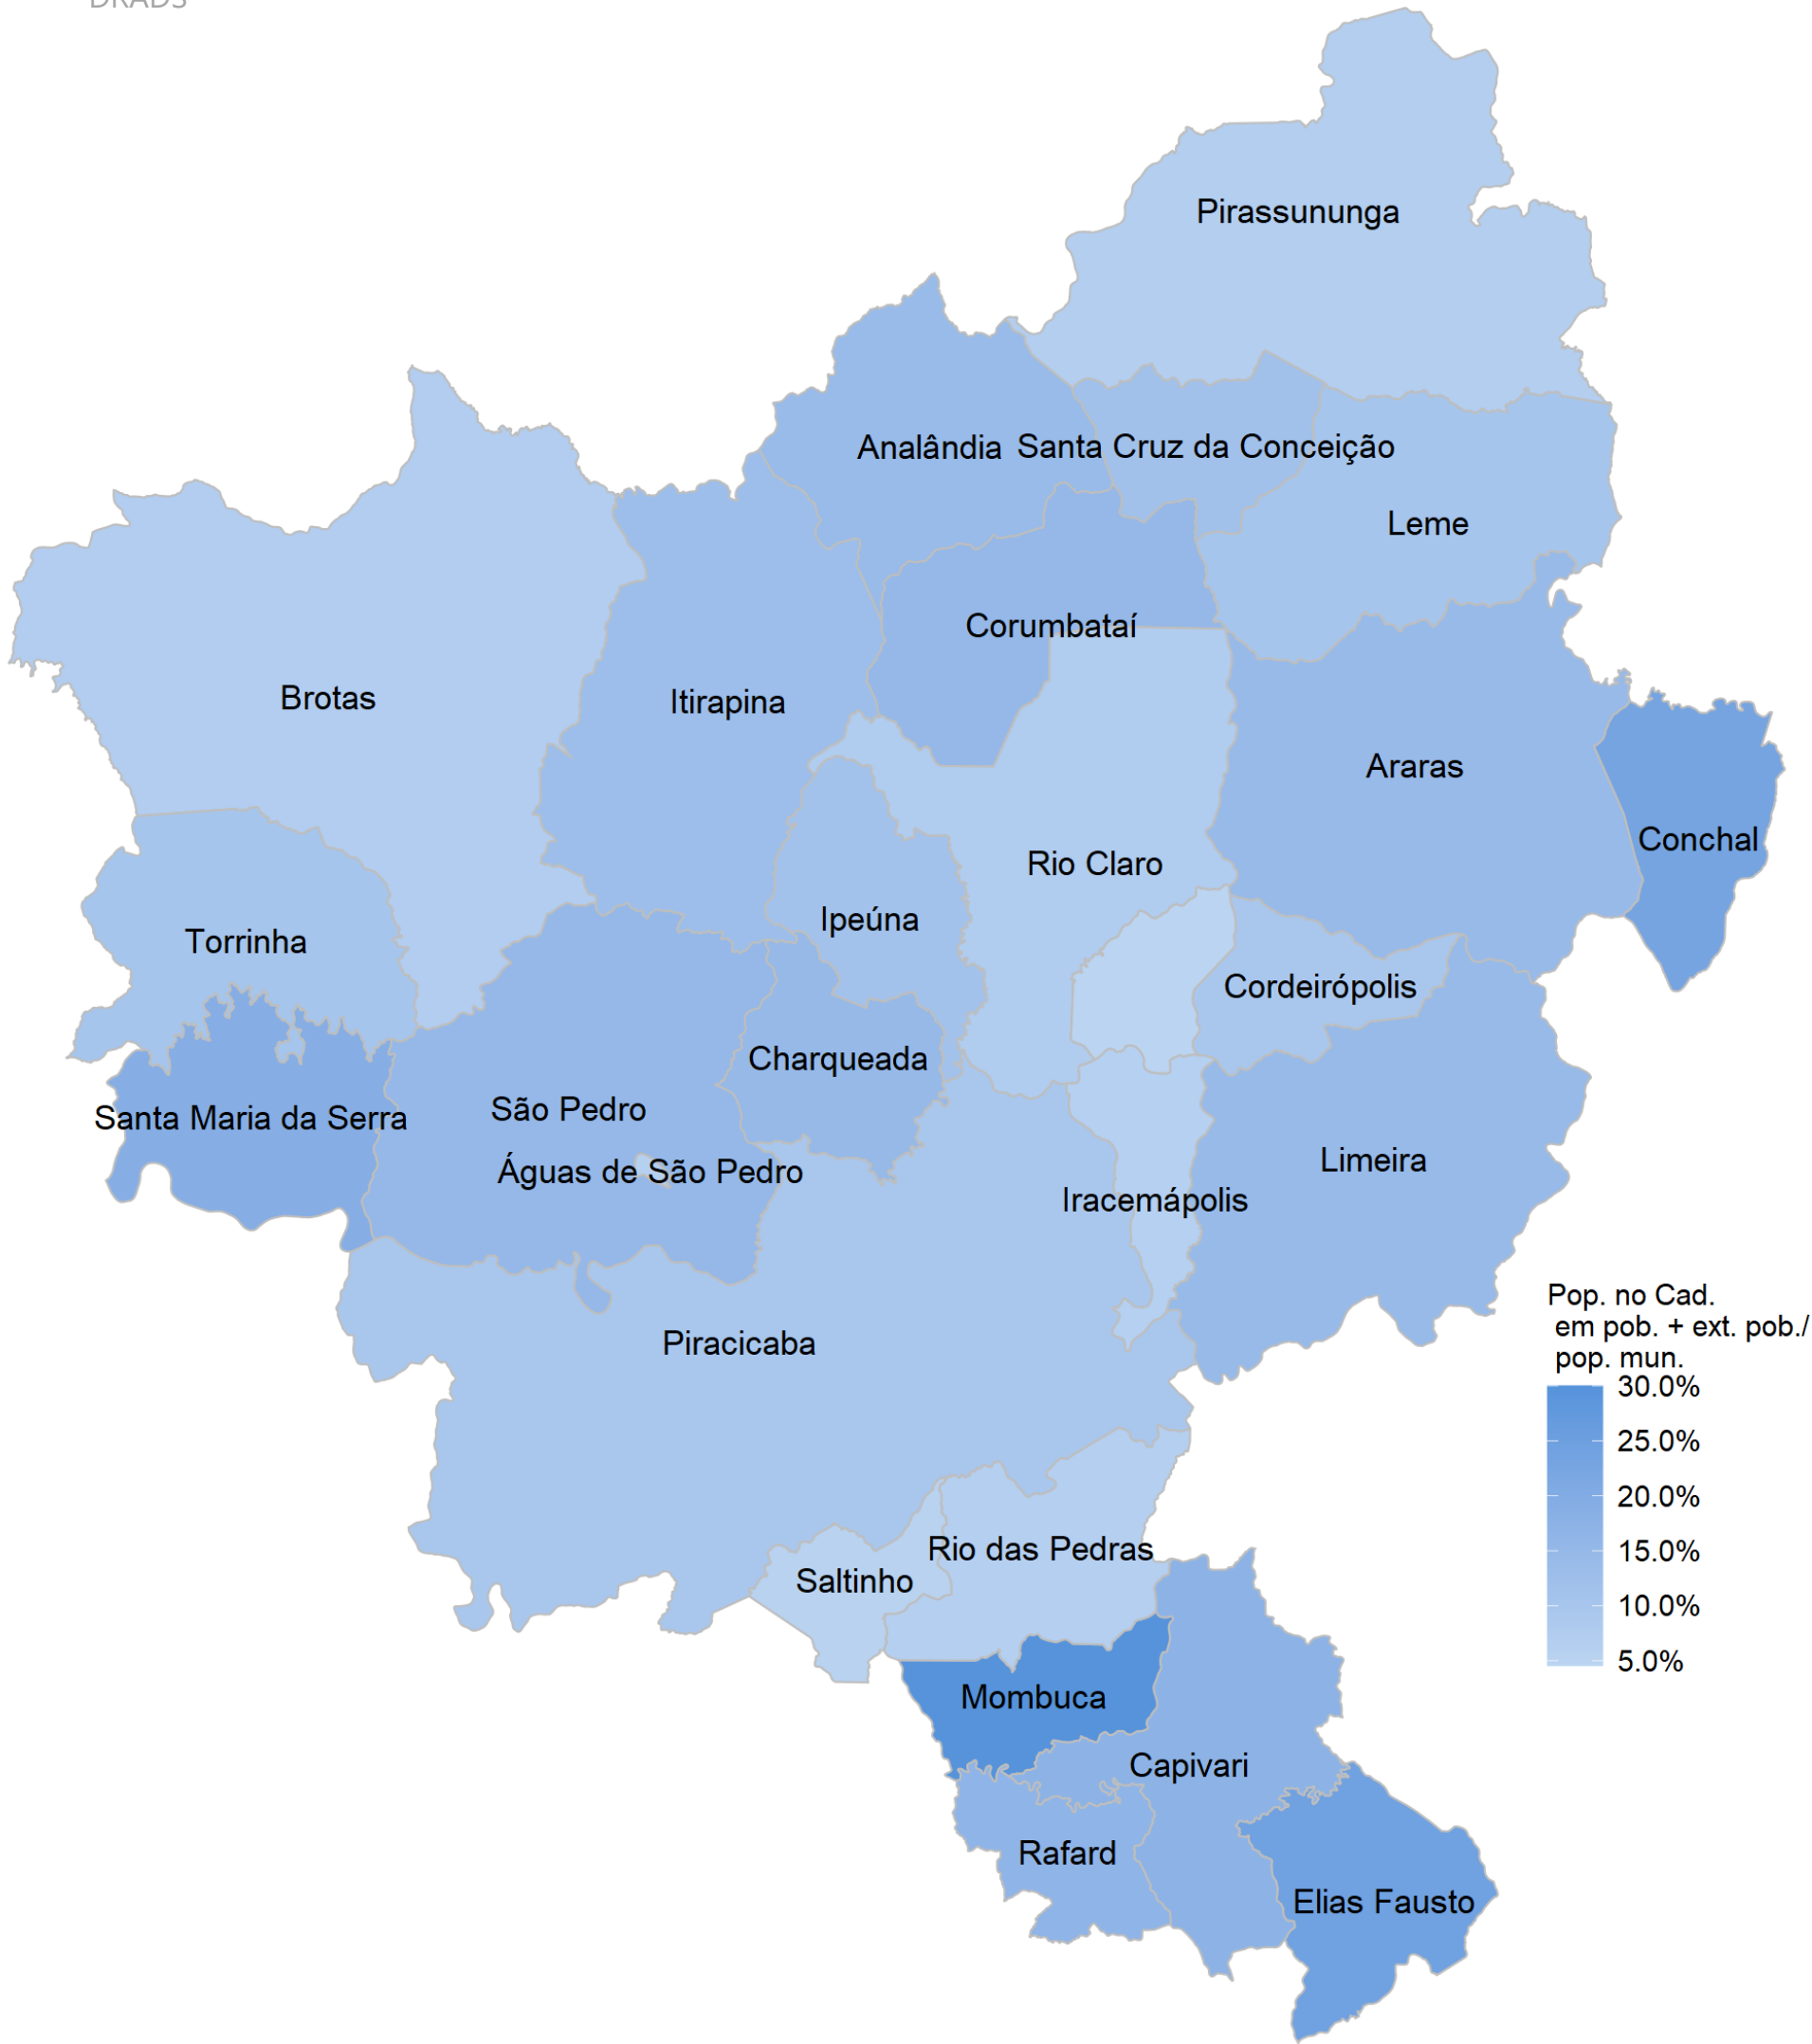 DRADS
Pirassununga
Analândia
Santa Cruz da Conceição
Leme
Corumbataí
Brotas
Itirapina
Araras
Conchal
Rio Claro
Ipeúna
Torrinha
Cordeirópolis
Charqueada
São Pedro
Santa Maria da Serra
Limeira
Águas de São Pedro
Iracemápolis
Piracicaba
Pop. no Cad.
em pob. + ext. pob./
pop. mun.
30.0%
25.0%
20.0%
15.0%
10.0%
5.0%
Rio das Pedras
Saltinho
Mombuca
Capivari
Rafard
Elias Fausto